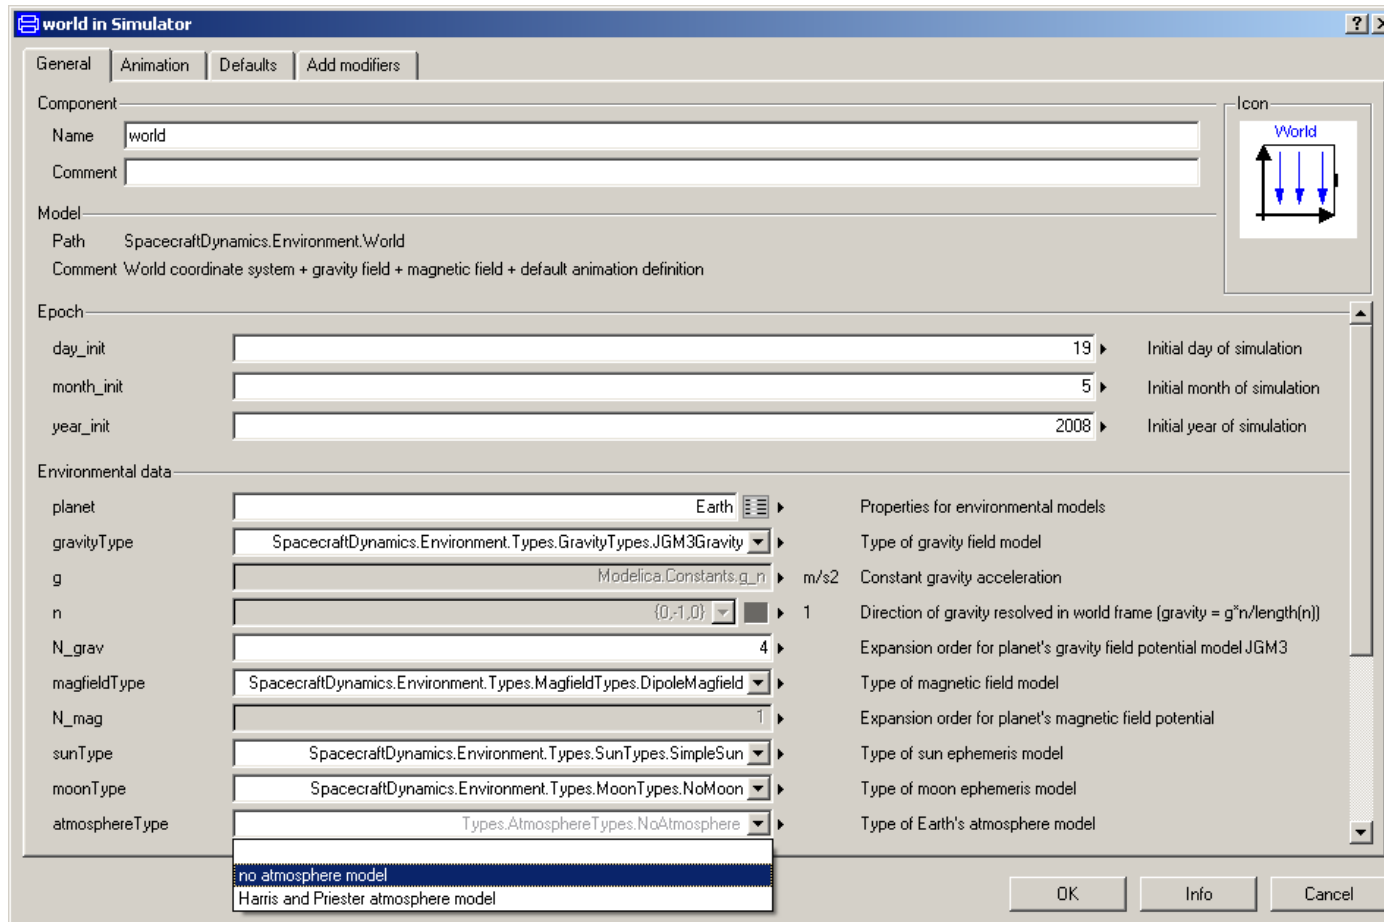 world in Simulator
General Animation Defaults Add modifiers
Component
Icon
Name world
World
Comment
Model
Path SpacecraftDynamics.Environment.World
Comment World coordinate system + gravity field + magnetic field + default animation definition
Epoch
day_init 19 Initial day of simulation
month_init 5 Initial month of simulation
year_init 2008 Initial year of simulation
Environmental data
planet Earth Properties for environmental models
gravityType SpacecraftDynamics.Environment.Types.GravityTypes.JGM3Gravity Type of gravity field model
g Modelica.Constants.g_n m/s2 Constant gravity acceleration
n {0,-1,0} 1 Direction of gravity resolved in world frame (gravity = g*n/length(n))
N_grav 4 Expansion order for planet's gravity field potential model JGM3
magfieldType SpacecraftDynamics.Environment.Types.MagfieldTypes.DipoleMagfield Type of magnetic field model
N_mag 1 Expansion order for planet's magnetic field potential
sunType SpacecraftDynamics.Environment.Types.SunTypes.SimpleSun Type of sun ephemeris model
moonType SpacecraftDynamics.Environment.Types.MoonTypes.NoMoon Type of moon ephemeris model
atmosphereType Types.AtmosphereTypes.NoAtmosphere Type of Earth's atmosphere model
no atmosphere model
Harris and Priester atmosphere model
OK Info Cancel